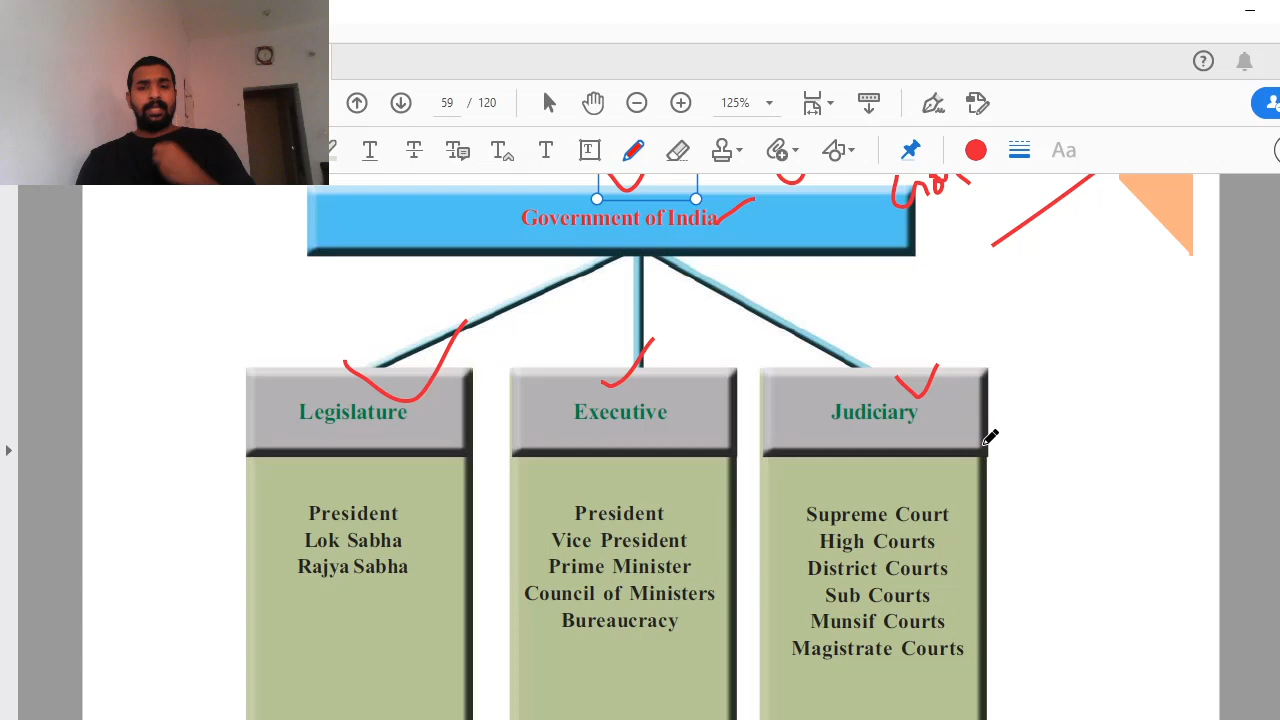 59 / 120
125%
Aa
Government of India
Legislature
Executive
Judiciary
President
Lok Sabha
Rajya Sabha
President
Vice President
Prime Minister
Council of Ministers
Bureaucracy
Supreme Court
High Courts
District Courts
Sub Courts
Munsif Courts
Magistrate Courts